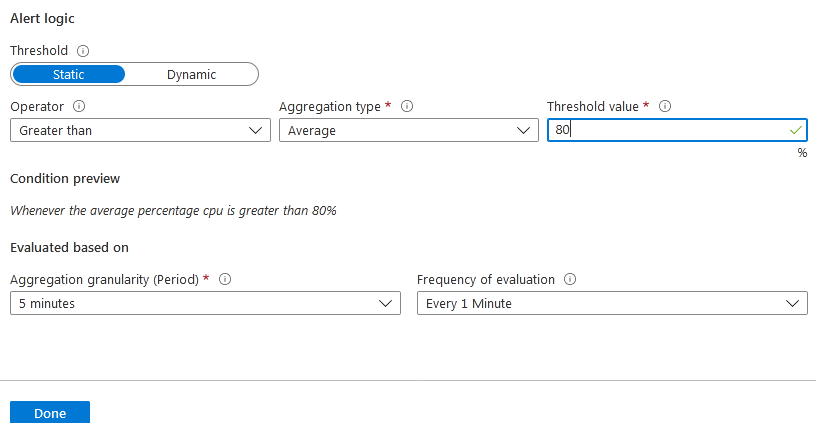 Alert logic
Threshold
Static Dynamic
Operator Aggregation type * Threshold value *
Greater than Average 80
%
Condition preview
Whenever the average percentage cpu is greater than 80%
Evaluated based on
Aggregation granularity (Period) * Frequency of evaluation
5 minutes Every 1 Minute
Done